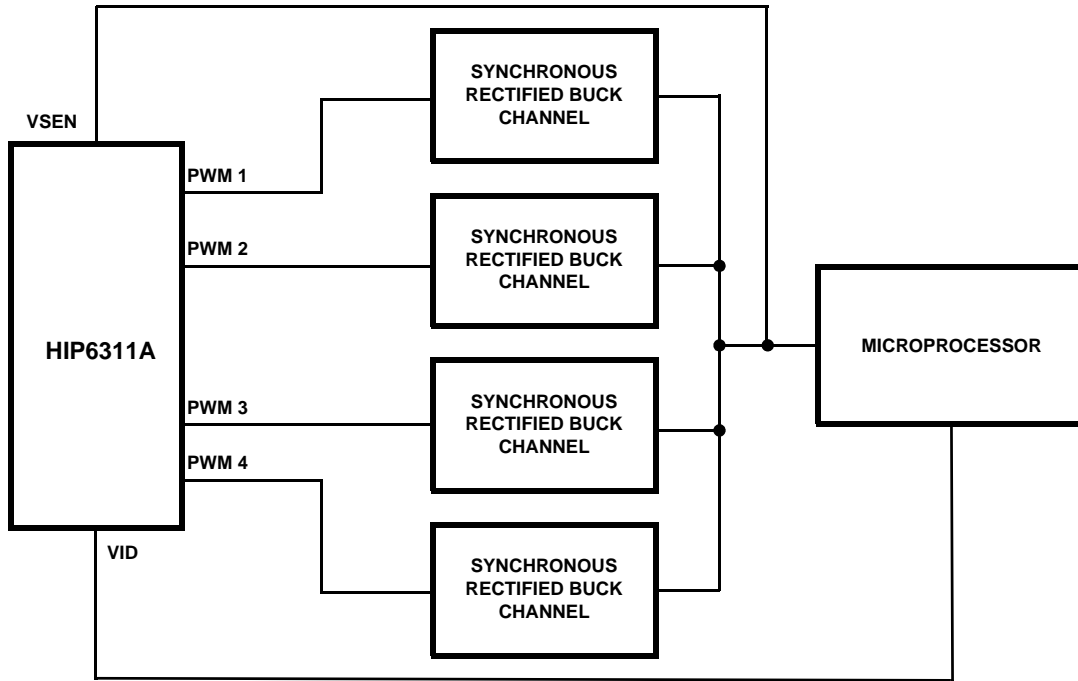 VSEN
HIP6311A
VID
PWM 1
PWM 2
PWM 3
PWM 4
SYNCHRONOUS
RECTIFIED BUCK
CHANNEL
SYNCHRONOUS
RECTIFIED BUCK
CHANNEL
SYNCHRONOUS
RECTIFIED BUCK
CHANNEL
SYNCHRONOUS
RECTIFIED BUCK
CHANNEL
MICROPROCESSOR